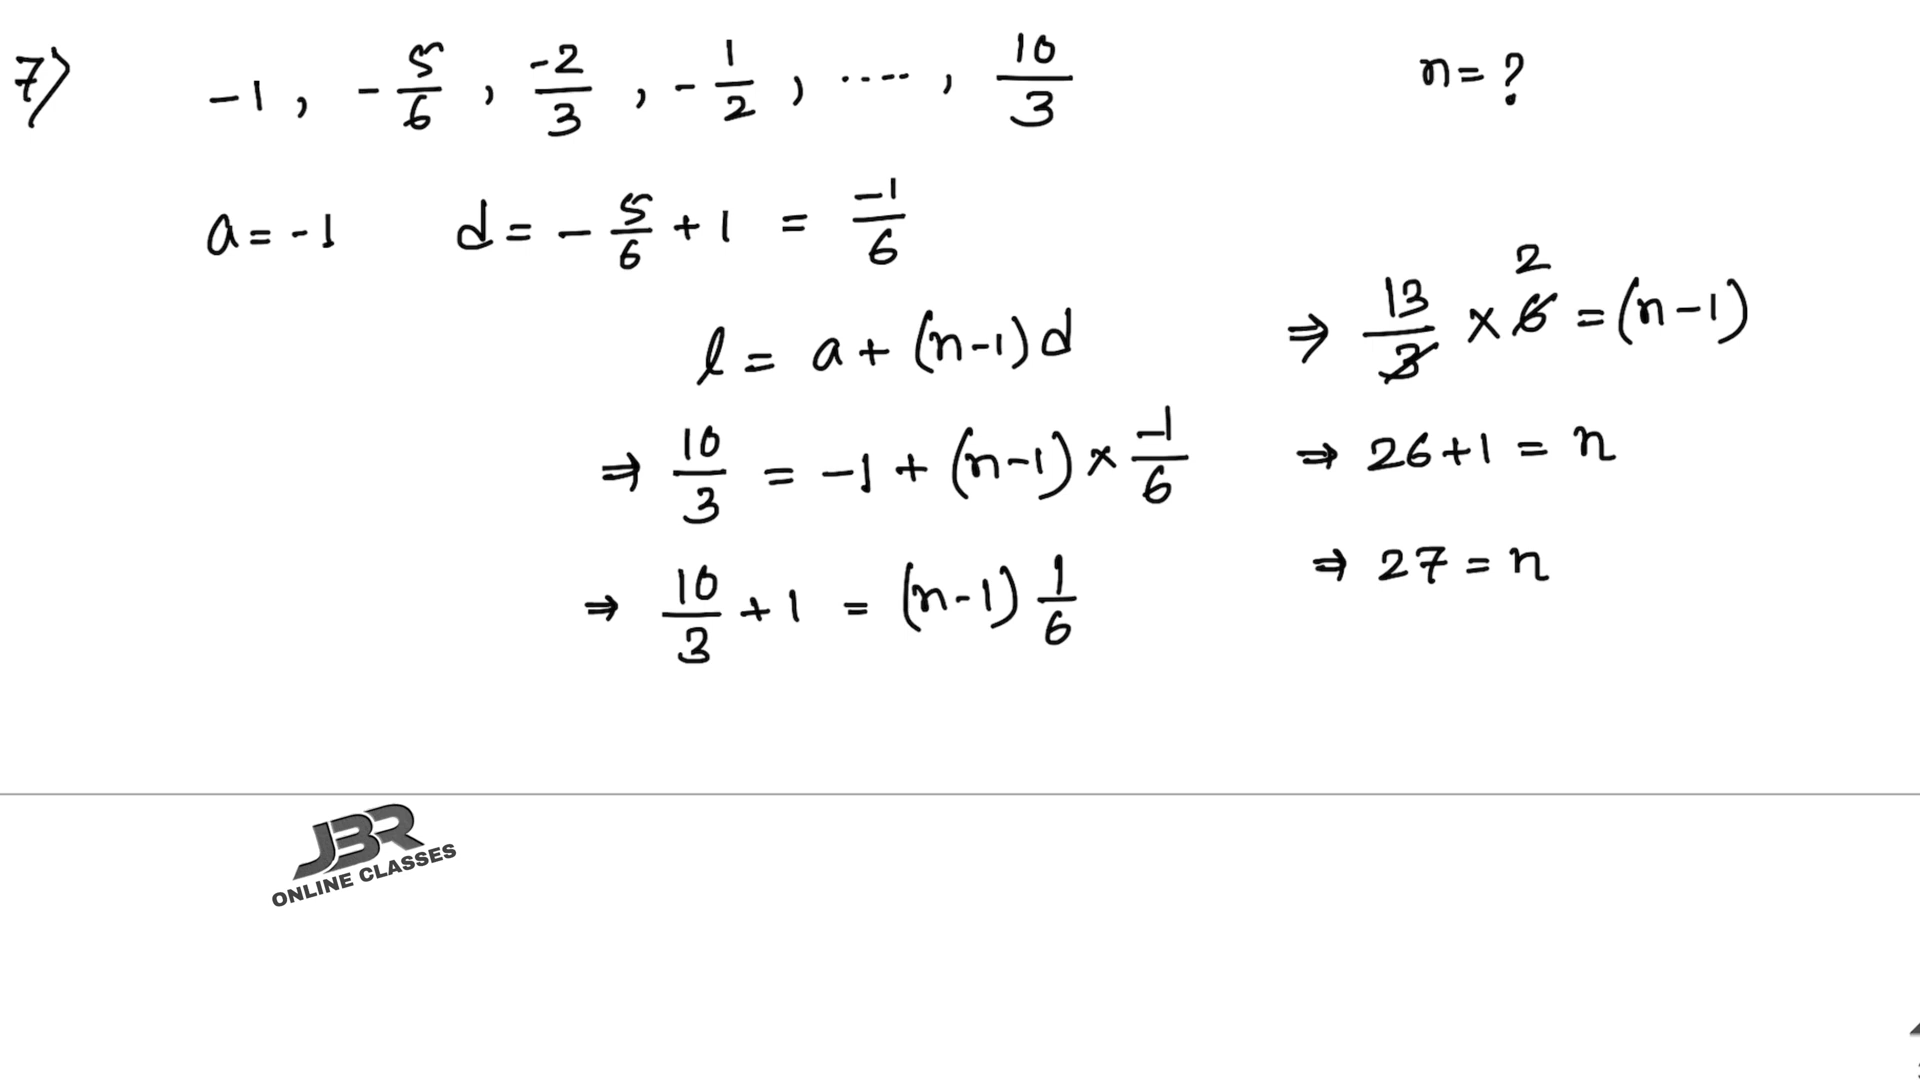 7) -1, -5/6, -2/3, -1/2, ....., 10/3 n=?
a=-1 d= -5/6+1 = -1/6
l= a+(n-1)d
⇒ 10/3 = -1+(n-1)×-1/6
⇒ 10/3+1 = (n-1) 1/6
⇒ 13/3 × 6 2 =(n-1)
⇒ 26+1 = n
⇒ 27=n
JBR
ONLINE CLASSES